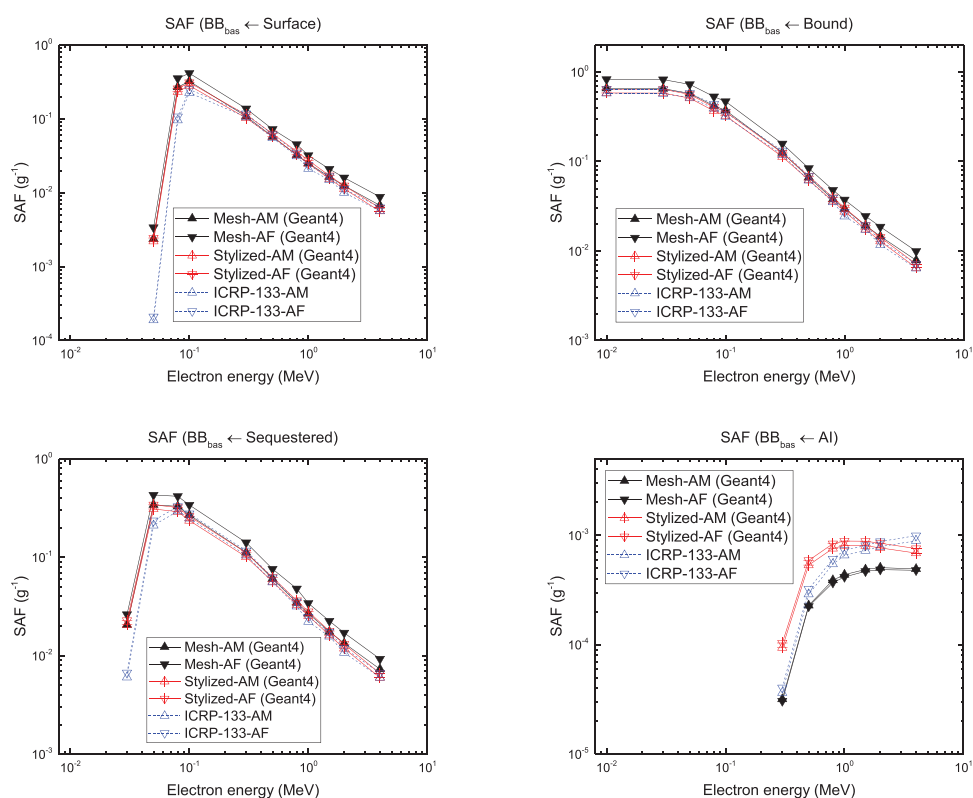 SAF (BB_bas ← Surface)
10^0
10^-1
10^-2
10^-3
10^-4
SAF (g^-1)
Mesh-AM (Geant4)
Mesh-AF (Geant4)
Stylized-AM (Geant4)
Stylized-AF (Geant4)
ICRP-133-AM
ICRP-133-AF
10^-2 10^-1 10^0 10^1
Electron energy (MeV)
SAF (BB_bas ← Bound)
10^0
10^-1
10^-2
10^-3
SAF (g^-1)
Mesh-AM (Geant4)
Mesh-AF (Geant4)
Stylized-AM (Geant4)
Stylized-AF (Geant4)
ICRP-133-AM
ICRP-133-AF
10^-2 10^-1 10^0 10^1
Electron energy (MeV)
SAF (BB_bas ← Sequestered)
10^0
10^-1
10^-2
10^-3
SAF (g^-1)
Mesh-AM (Geant4)
Mesh-AF (Geant4)
Stylized-AM (Geant4)
Stylized-AF (Geant4)
ICRP-133-AM
ICRP-133-AF
10^-2 10^-1 10^0 10^1
Electron energy (MeV)
SAF (BB_bas ← AI)
10^-3
10^-4
10^-5
SAF (g^-1)
Mesh-AM (Geant4)
Mesh-AF (Geant4)
Stylized-AM (Geant4)
Stylized-AF (Geant4)
ICRP-133-AM
ICRP-133-AF
10^-2 10^-1 10^0 10^1
Electron energy (MeV)